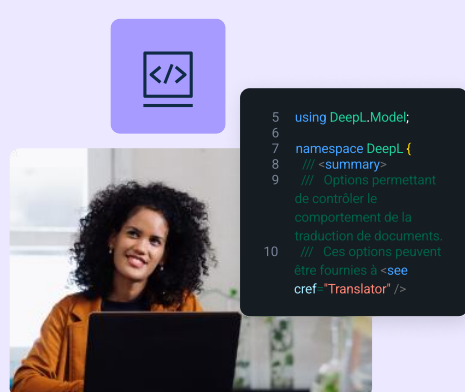 </>
5 using DeepL.Model;
6
7 namespace DeepL {
8 /// <summary>
9 /// Options permettant
de contrôler le
comportement de la
traduction de documents.
10 /// Ces options peuvent
être fournies à <see
cref="Translator" />